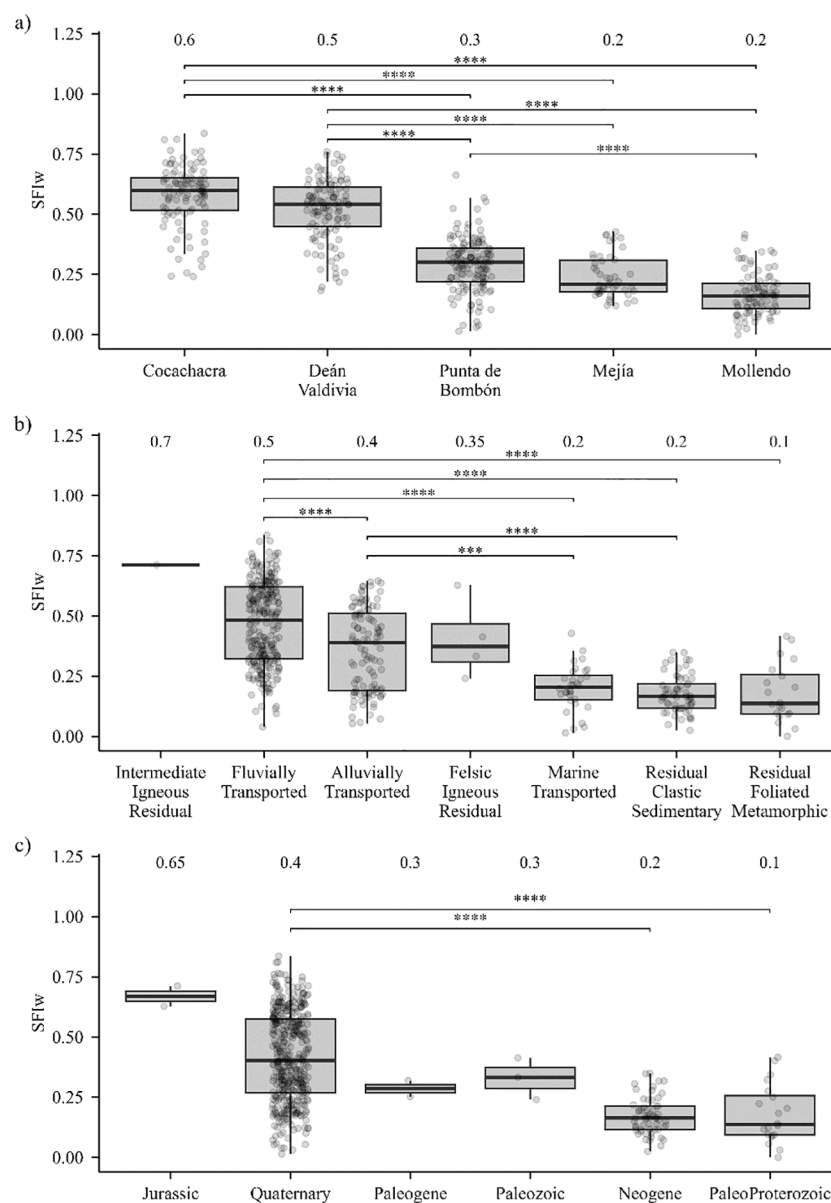 a)
1.25
1.00
0.75
0.50
0.25
0.00
SFIw
0.6 0.5 0.3 0.2 0.2
****
****
****
****
****
****
****
Cocachacra Deán Punta de Mejía Mollendo
Valdivia Bombón
b)
1.25
1.00
0.75
0.50
0.25
0.00
SFIw
0.7 0.5 0.4 0.35 0.2 0.2 0.1
****
****
****
****
****
***
Intermediate Fluvially Alluvially Felsic Marine Residual Residual
Igneous Transported Transported Igneous Transported Clastic Foliated
Residual Residual Sedimentary Metamorphic
c)
1.25
1.00
0.75
0.50
0.25
0.00
SFIw
0.65 0.4 0.3 0.3 0.2 0.1
****
****
Jurassic Quaternary Paleogene Paleozoic Neogene PaleoProterozoic